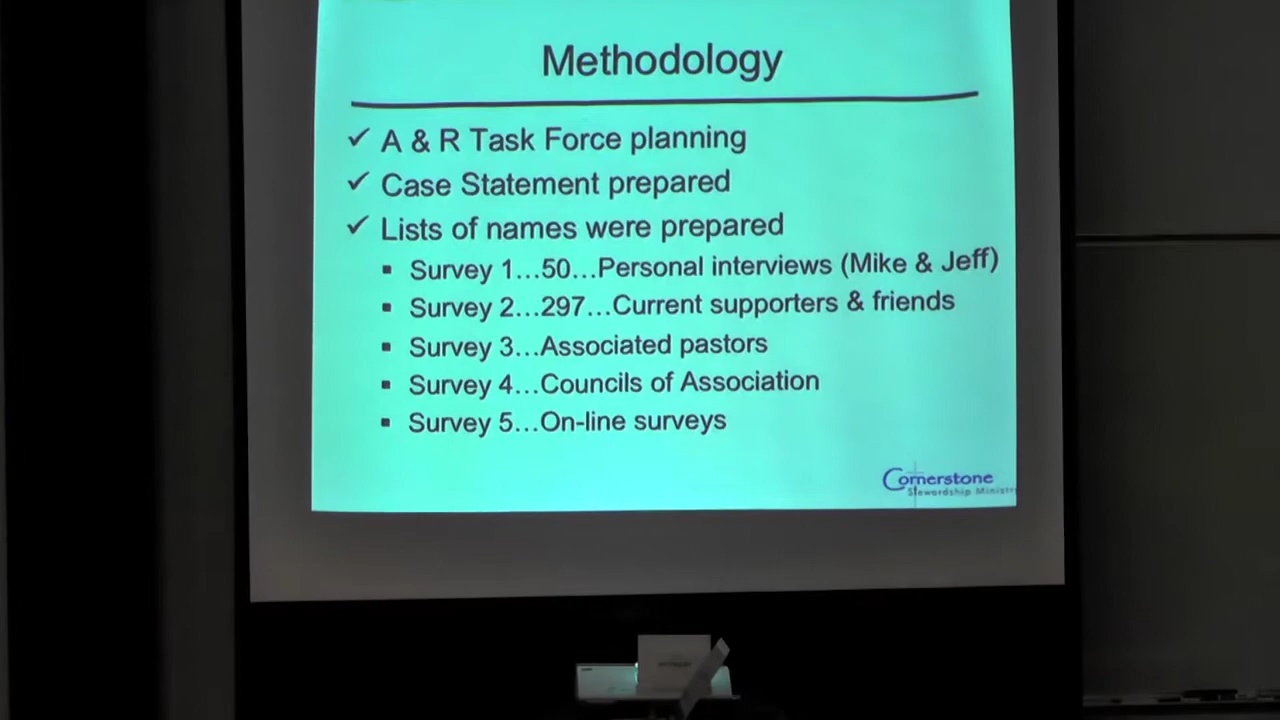 Methodology
✓ A & R Task Force planning
✓ Case Statement prepared
✓ Lists of names were prepared
▪ Survey 1...50...Personal interviews (Mike & Jeff)
▪ Survey 2...297...Current supporters & friends
▪ Survey 3...Associated pastors
▪ Survey 4...Councils of Association
▪ Survey 5...On-line surveys
Cornerstone
Stewardship Ministr